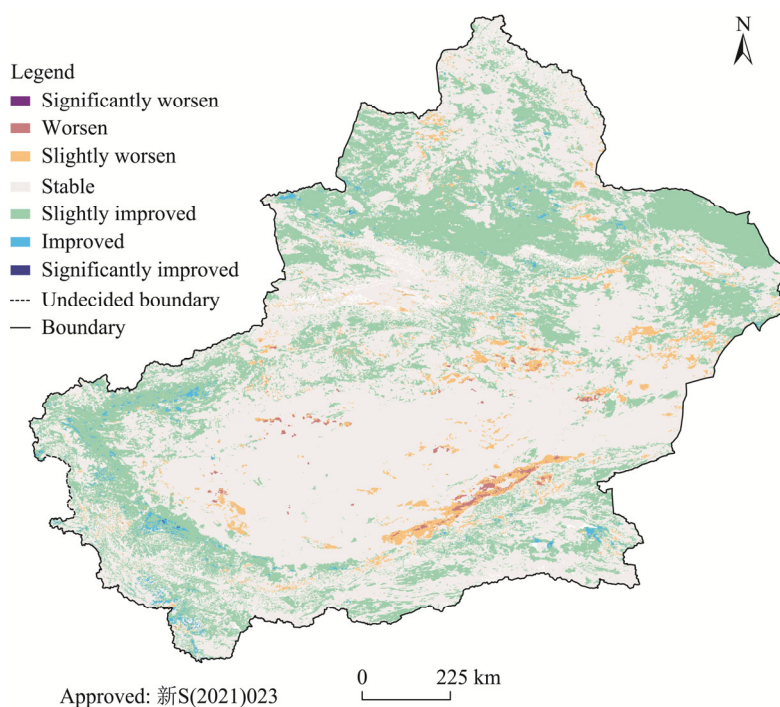 N
Legend
Significantly worsen
Worsen
Slightly worsen
Stable
Slightly improved
Improved
Significantly improved
Undecided boundary
Boundary
0 225 km
Approved: 新S(2021)023